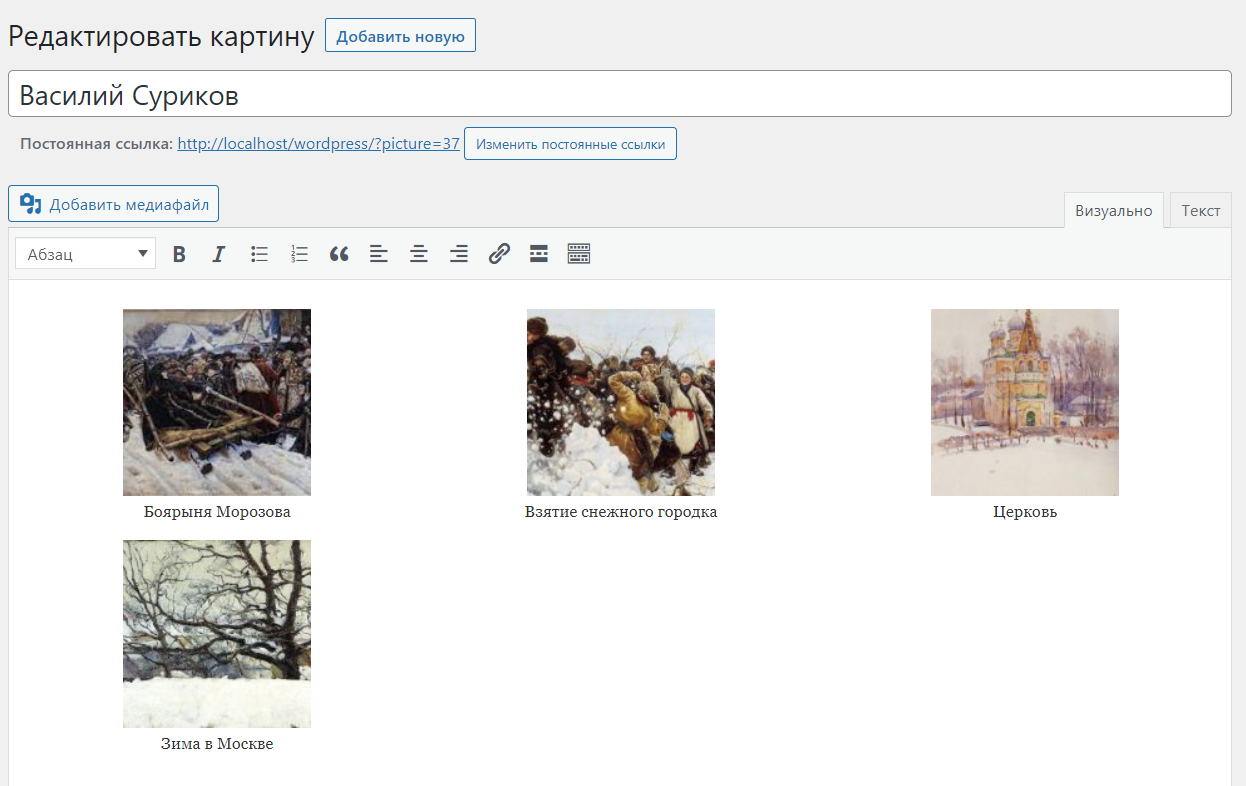 Редактировать картину Добавить новую
Василий Суриков
Постоянная ссылка: http://localhost/wordpress/?picture=37 Изменить постоянные ссылки
Добавить медиафайл
Визуально Текст
Абзац
Боярыня Морозова Взятие снежного городка Церковь
Зима в Москве